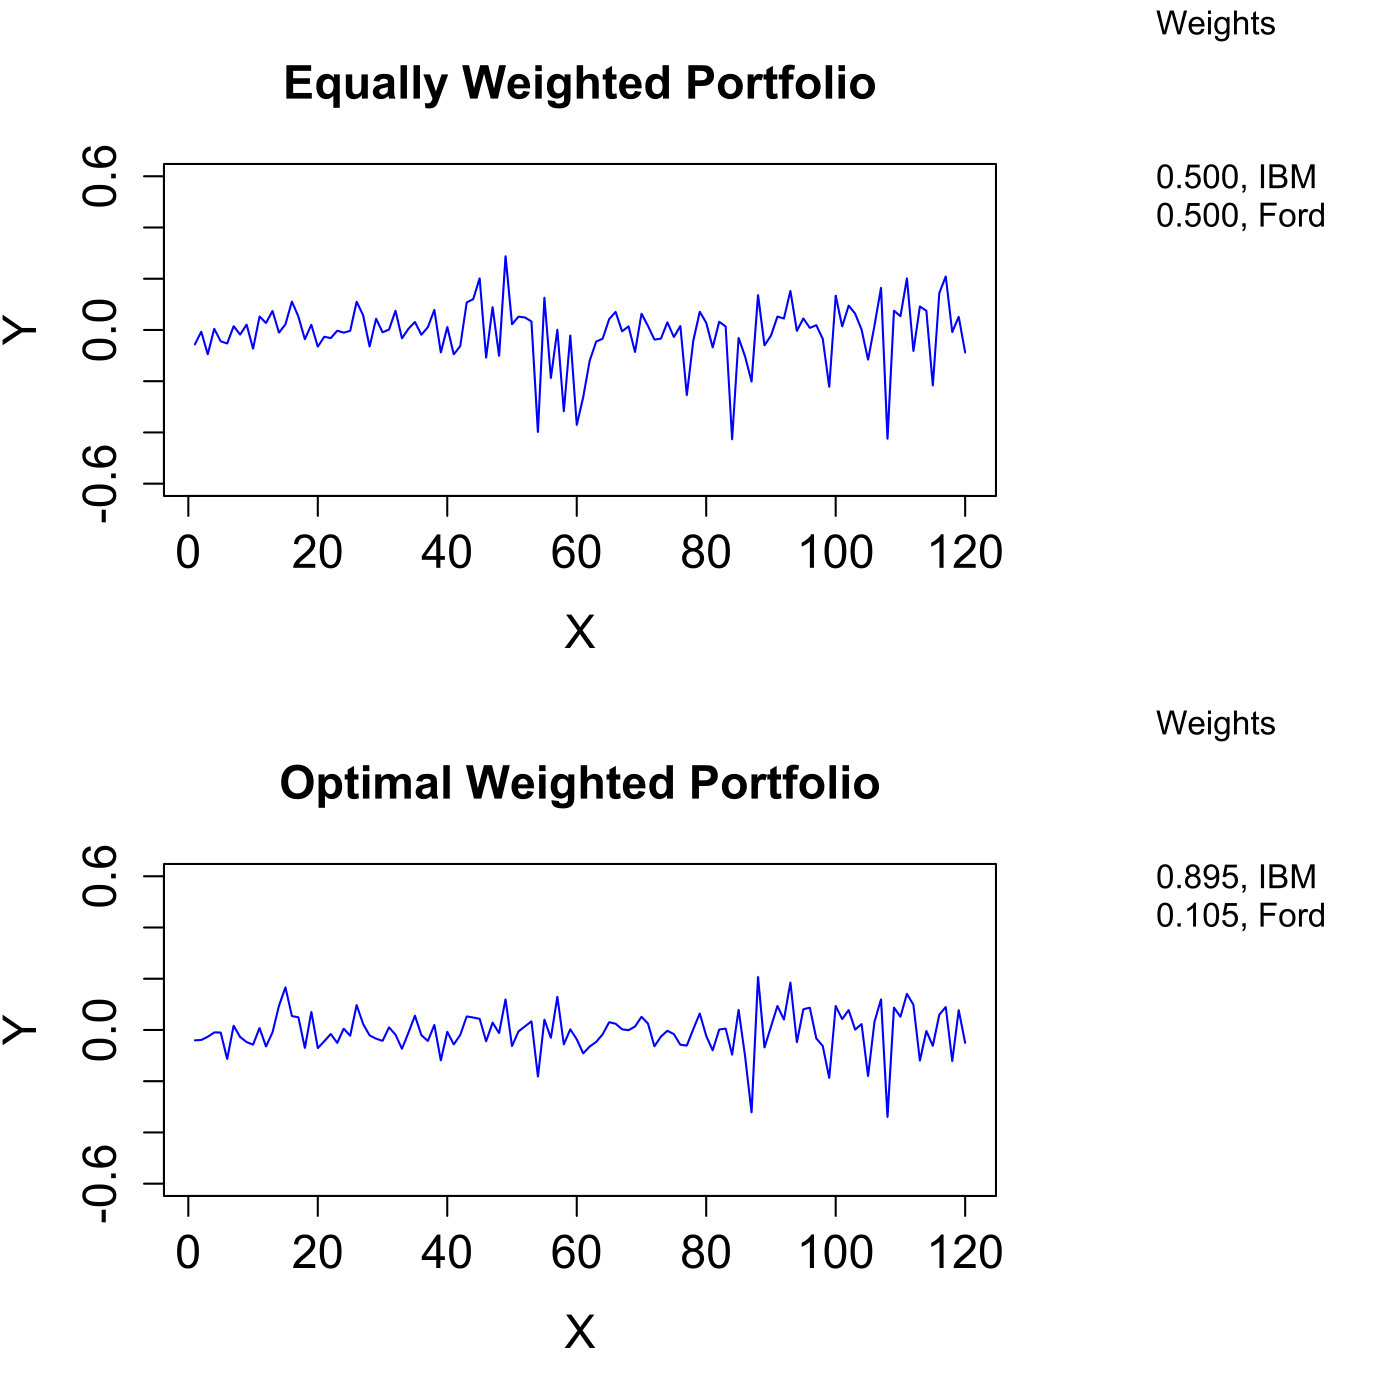 Weights
Equally Weighted Portfolio
0.500, IBM
0.500, Ford
0.6
0.0
-0.6
Y
0 20 40 60 80 100 120
X
Weights
Optimal Weighted Portfolio
0.895, IBM
0.105, Ford
0.6
0.0
-0.6
Y
0 20 40 60 80 100 120
X